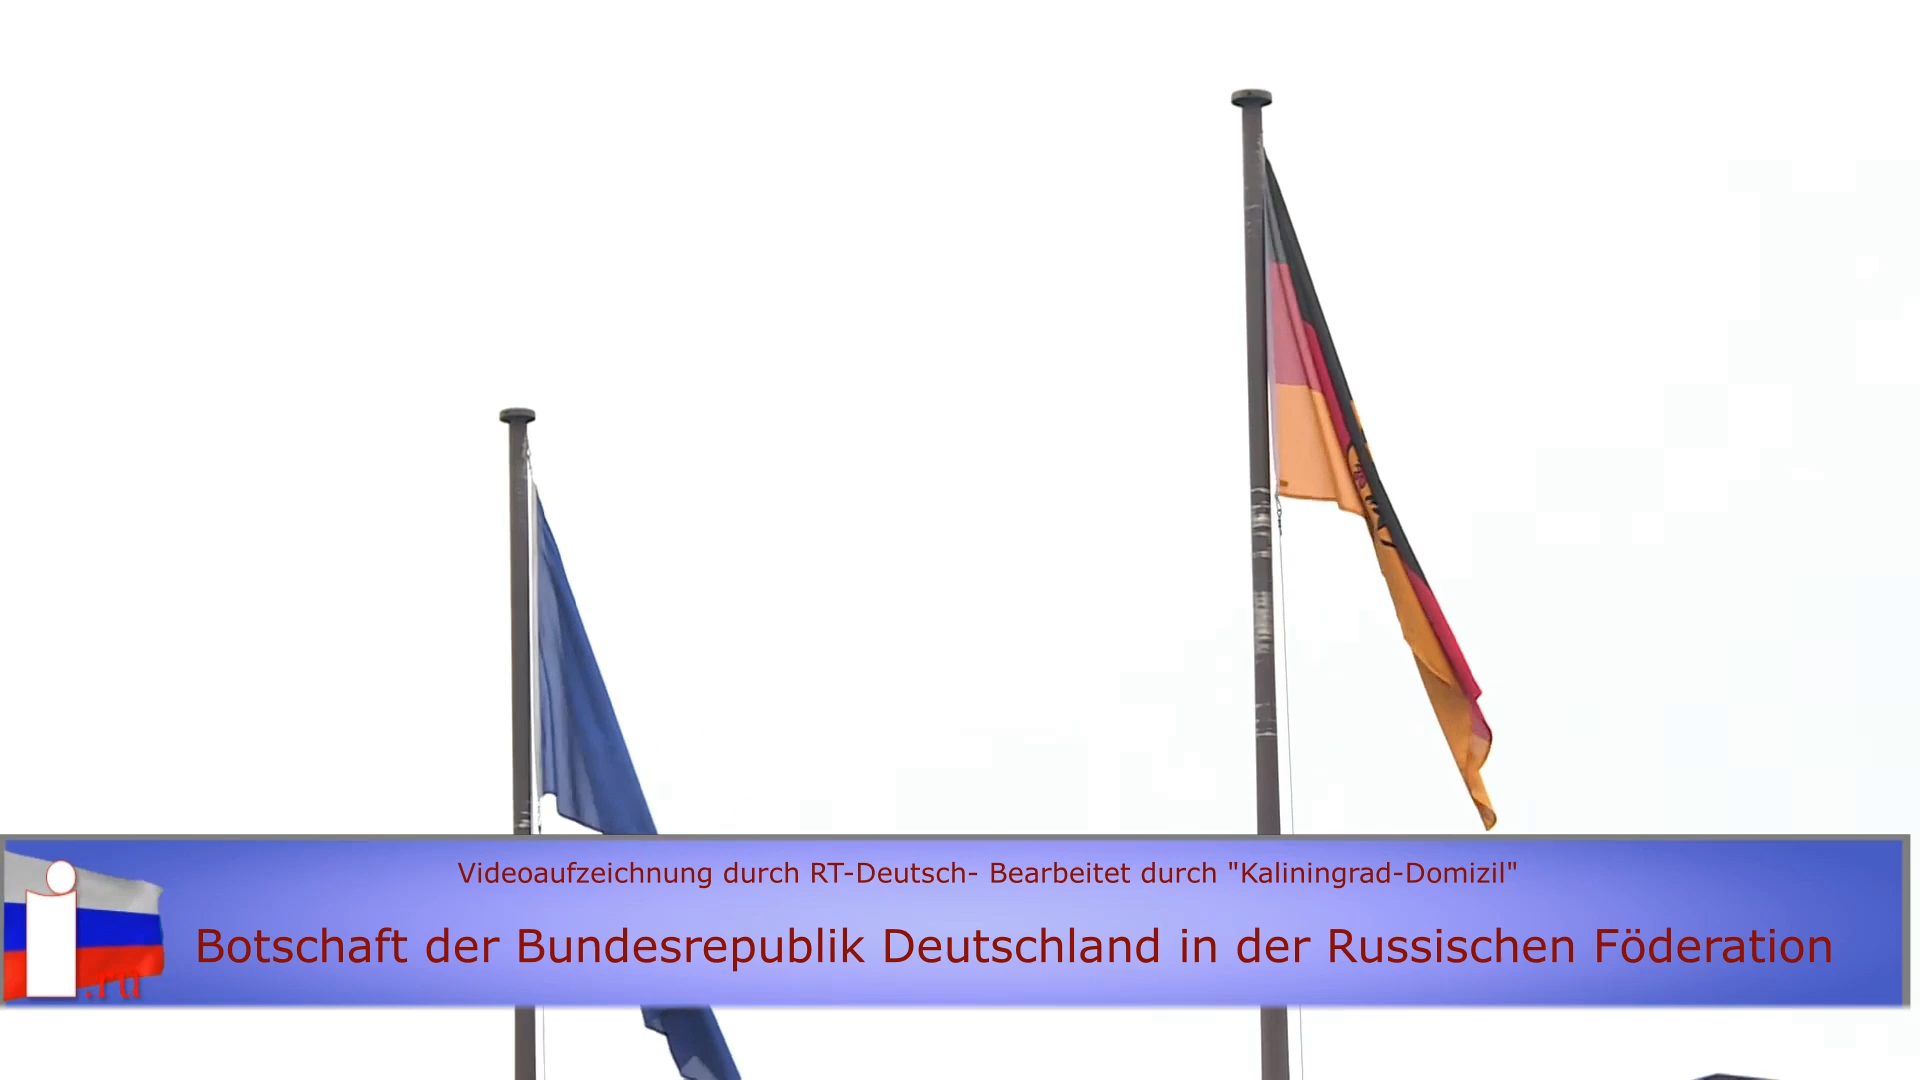 Videoaufzeichnung durch RT-Deutsch- Bearbeitet durch "Kaliningrad-Domizil"
Botschaft der Bundesrepublik Deutschland in der Russischen Föderation
i
.ru